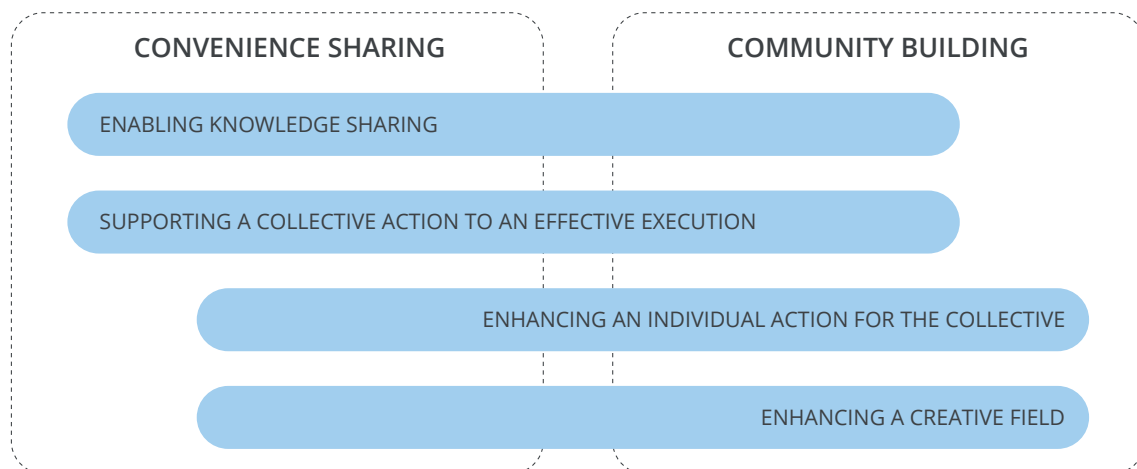 CONVENIENCE SHARING
COMMUNITY BUILDING
ENABLING KNOWLEDGE SHARING
SUPPORTING A COLLECTIVE ACTION TO AN EFFECTIVE EXECUTION
ENHANCING AN INDIVIDUAL ACTION FOR THE COLLECTIVE
ENHANCING A CREATIVE FIELD